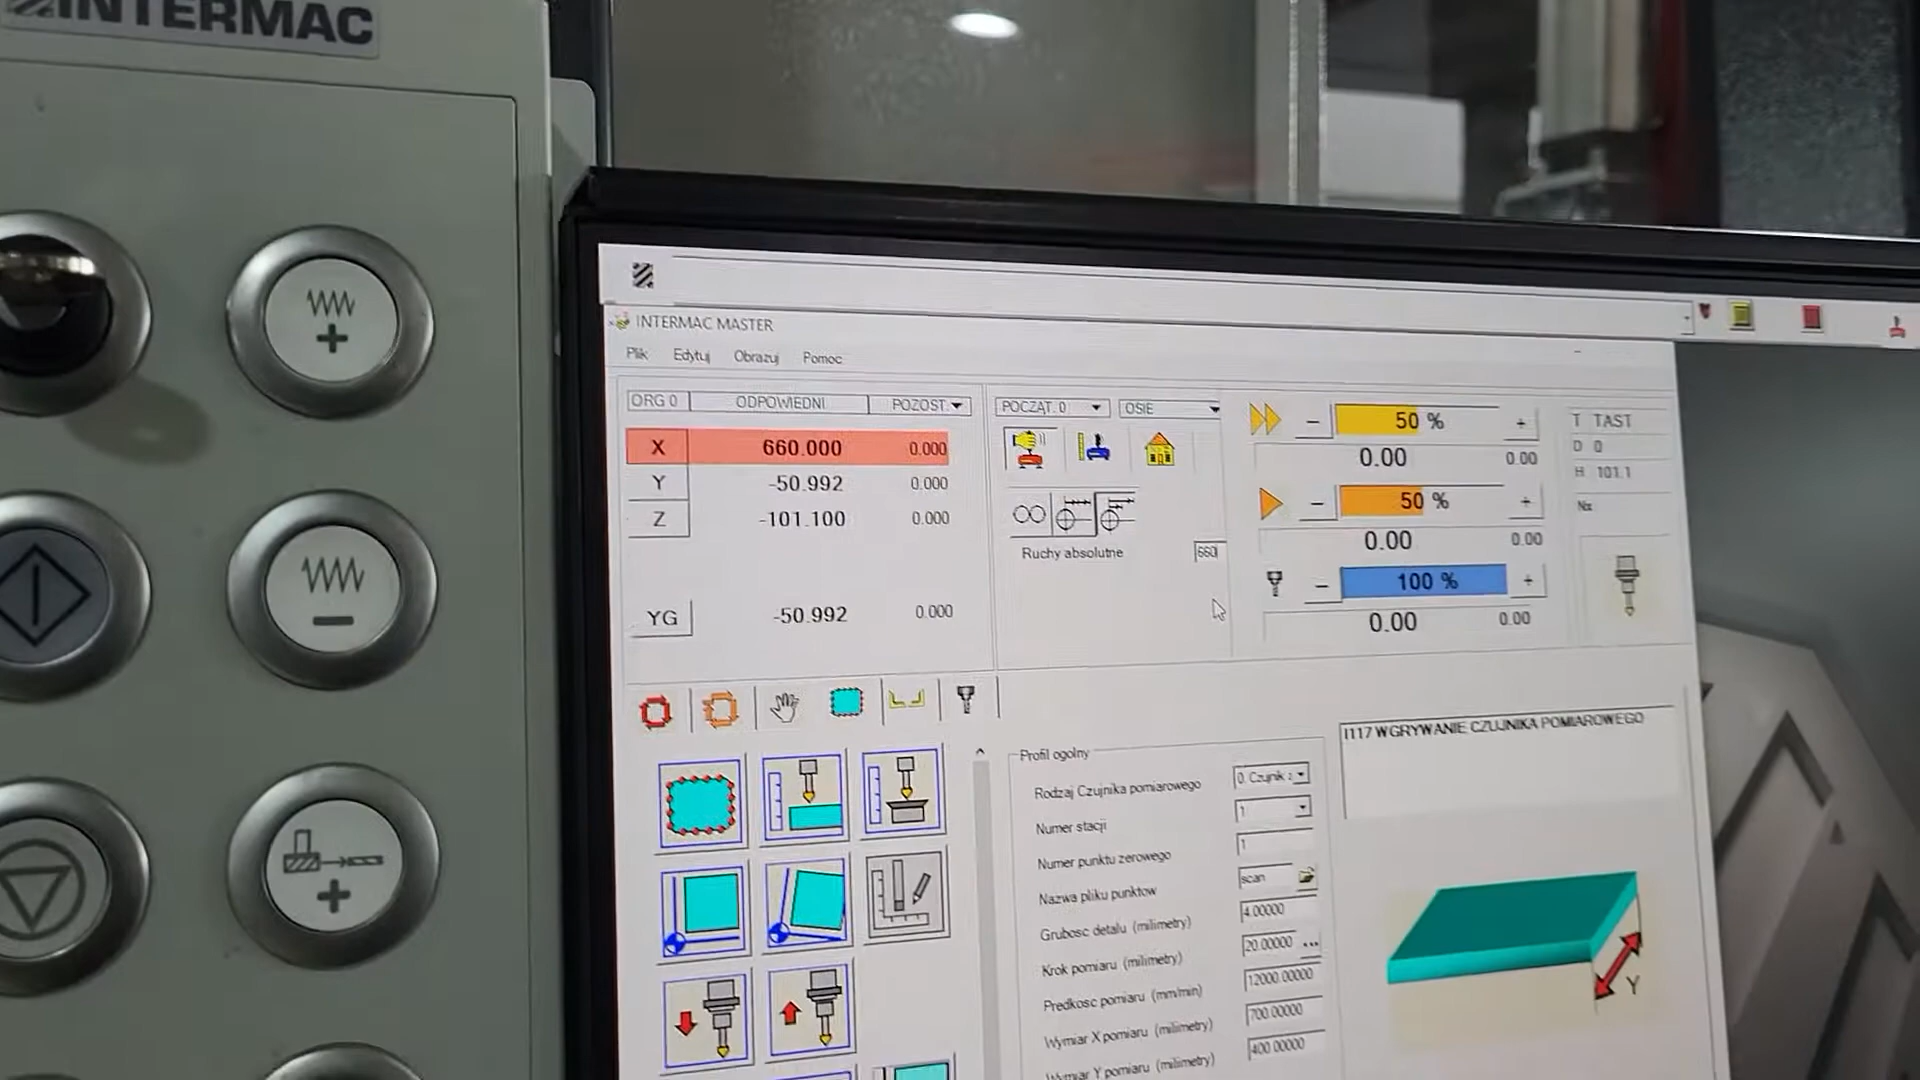 INTERMAC
INTERMAC MASTER
Plik Edytuj Obrazuj Pomoc
ORG 0 ODPOWIEDNI POZOST.
X 660.000 0.000
Y -50.992 0.000
Z -101.100 0.000
YG -50.992 0.000
POCZĄT. 0 OSIE
Ruchy absolutne 660
- 50 % +
0.00 0.00
- 50 % +
0.00 0.00
- 100 % +
0.00 0.00
T TAST
D 0
H 101.1
I117 WGRYWANIE CZUJNIKA POMIAROWEGO
Profil ogolny
Rodzaj Czujnika pomiarowego 0. Czujnik
Numer stacji 1
Numer punktu zerowego 1
Nazwa pliku punktow scan
Grubosc detalu (milimetry) 4.00000
Krok pomiaru (milimetry) 20.00000 ...
Predkosc pomiaru (mm/min) 12000.00000
Wymiar X pomiaru (milimetry) 700.00000
Wymiar Y pomiaru (milimetry) 400.00000
Y